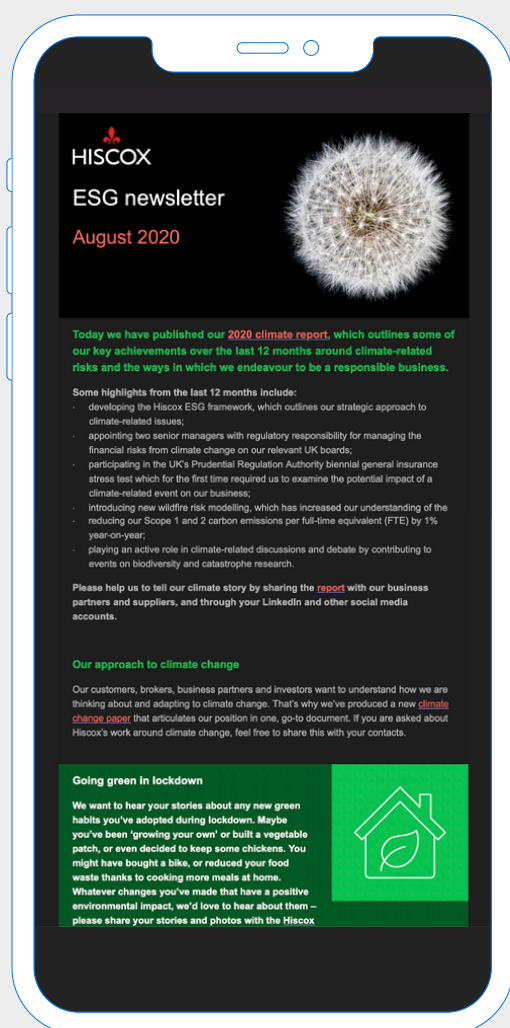 HISCOX
ESG newsletter
August 2020
Today we have published our 2020 climate report, which outlines some of
our key achievements over the last 12 months around climate-related
risks and the ways in which we endeavour to be a responsible business.
Some highlights from the last 12 months include:
· developing the Hiscox ESG framework, which outlines our strategic approach to
climate-related issues;
· appointing two senior managers with regulatory responsibility for managing the
financial risks from climate change on our relevant UK boards;
· participating in the UK's Prudential Regulation Authority biennial general insurance
stress test which for the first time required us to examine the potential impact of a
climate-related event on our business;
· introducing new wildfire risk modelling, which has increased our understanding of the
· reducing our Scope 1 and 2 carbon emissions per full-time equivalent (FTE) by 1%
year-on-year;
· playing an active role in climate-related discussions and debate by contributing to
events on biodiversity and catastrophe research.
Please help us to tell our climate story by sharing the report with our business
partners and suppliers, and through your LinkedIn and other social media
accounts.
Our approach to climate change
Our customers, brokers, business partners and investors want to understand how we are
thinking about and adapting to climate change. That's why we've produced a new climate
change paper that articulates our position in one, go-to document. If you are asked about
Hiscox's work around climate change, feel free to share this with your contacts.
Going green in lockdown
We want to hear your stories about any new green
habits you've adopted during lockdown. Maybe
you've been 'growing your own' or built a vegetable
patch, or even decided to keep some chickens. You
might have bought a bike, or reduced your food
waste thanks to cooking more meals at home.
Whatever changes you've made that have a positive
environmental impact, we'd love to hear about them –
please share your stories and photos with the Hiscox